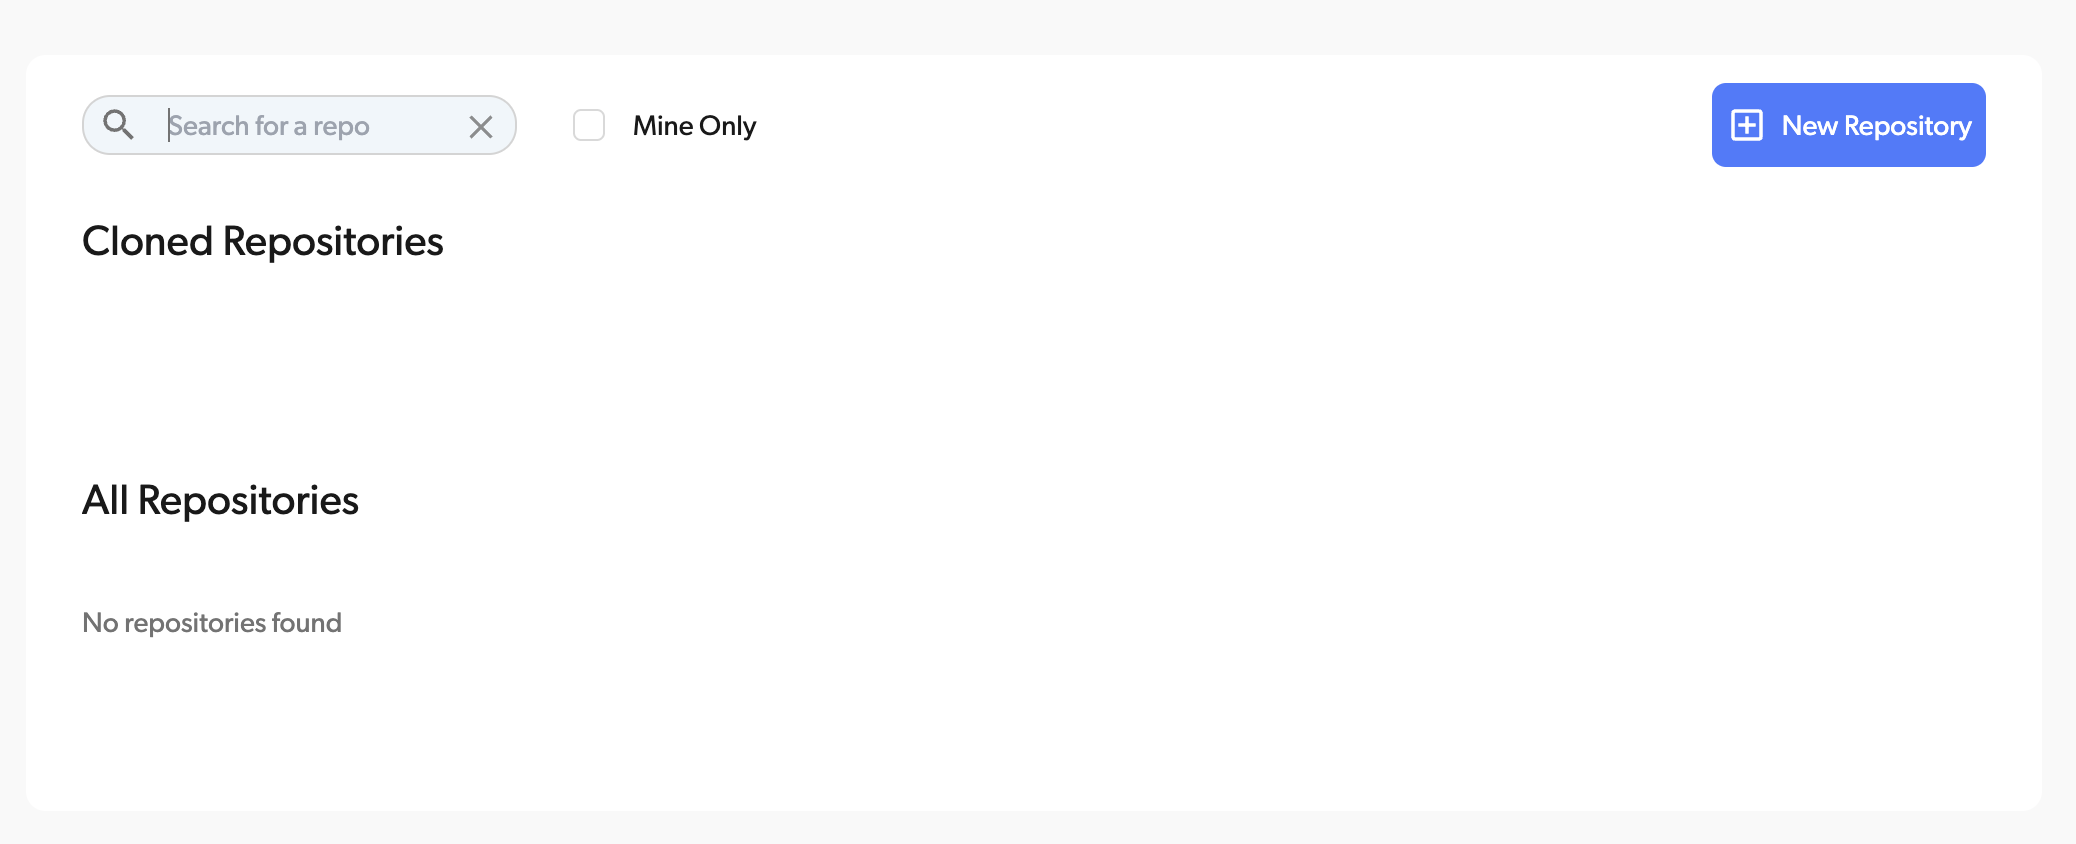 Search for a repo
Mine Only
New Repository
Cloned Repositories
All Repositories
No repositories found